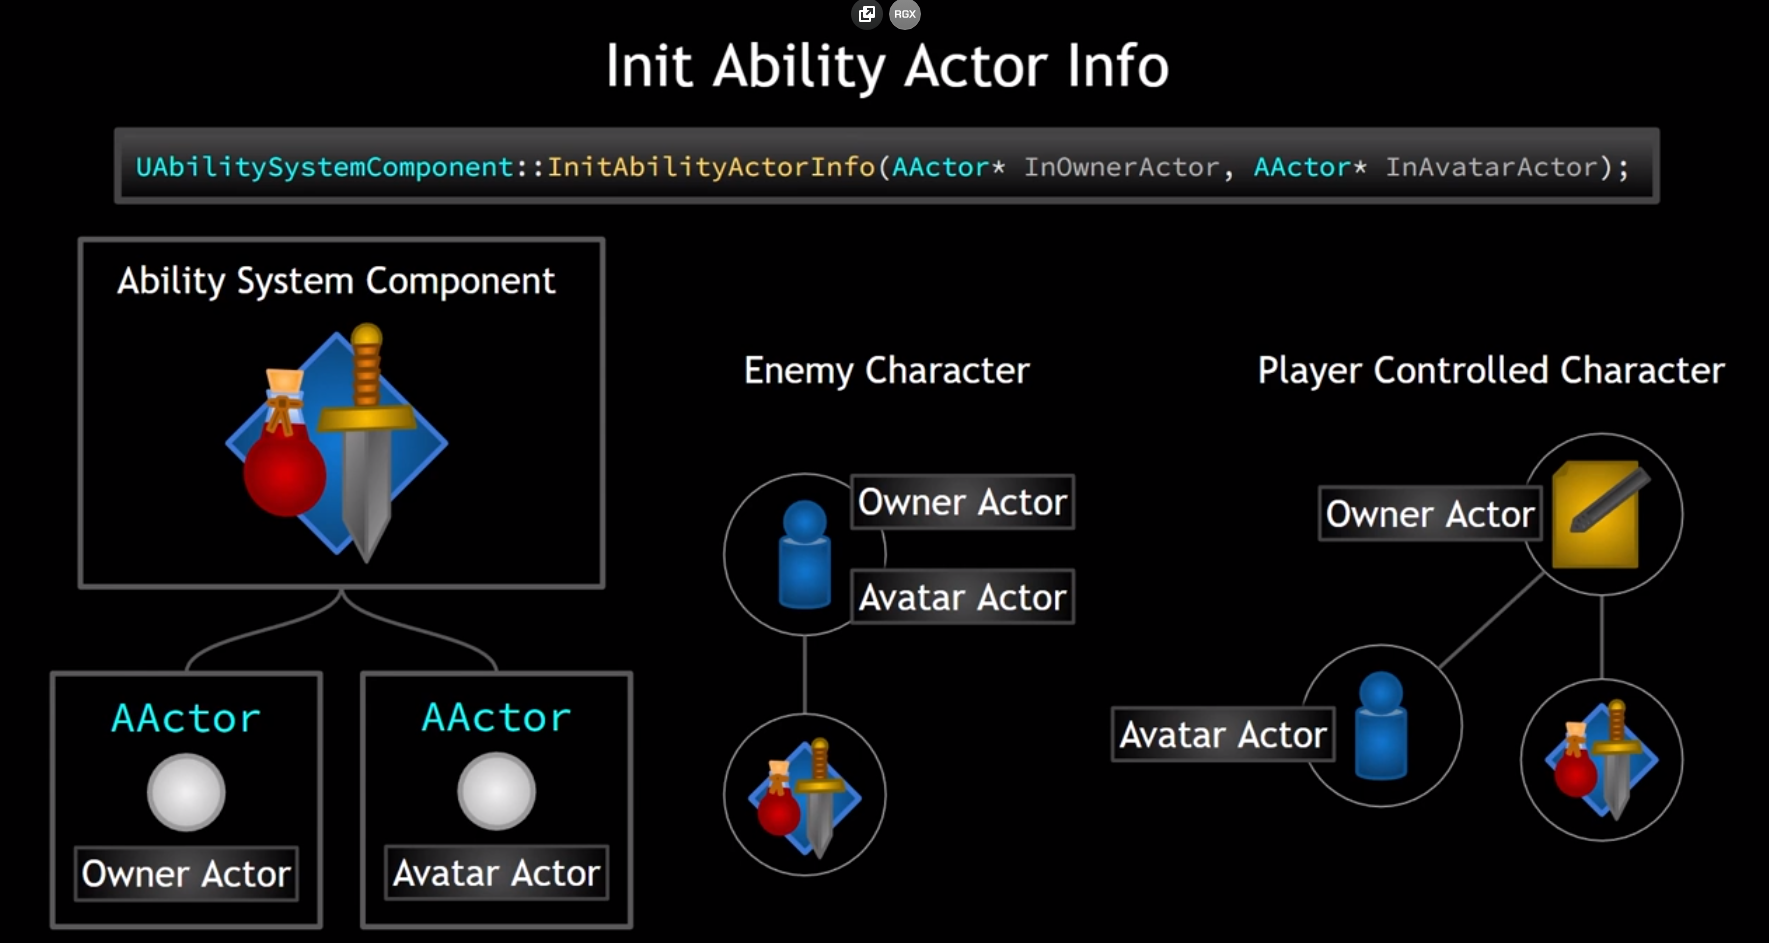 RGX
Init Ability Actor Info
UAbilitySystemComponent::InitAbilityActorInfo(AActor* InOwnerActor, AActor* InAvatarActor);
Ability System Component
AActor
Owner Actor
AActor
Avatar Actor
Enemy Character
Owner Actor
Avatar Actor
Player Controlled Character
Owner Actor
Avatar Actor